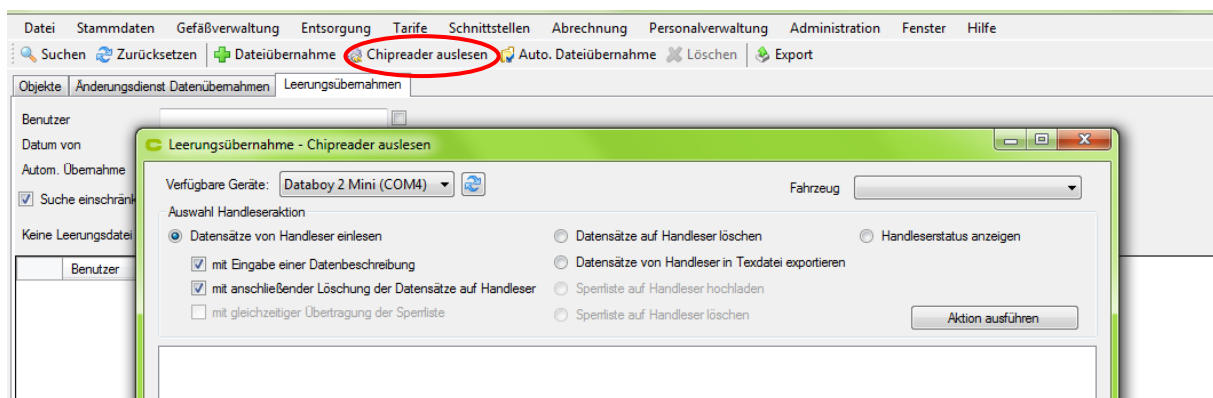 Datei Stammdaten Gefäßverwaltung Entsorgung Tarife Schnittstellen Abrechnung Personalverwaltung Administration Fenster Hilfe
Suchen Zurücksetzen Dateiübernahme Chipreader auslesen Auto. Dateiübernahme Löschen Export
Objekte Änderungsdienst Datenübernahmen Leerungsübernahmen
Benutzer
Datum von
Autom. Übernahme
Suche einschränk
Keine Leerungsdatei
Benutzer
Leerungsübernahme - Chipreader auslesen
Verfügbare Geräte: Databoy 2 Mini (COM4) Fahrzeug
Auswahl Handleseraktion
Datensätze von Handleser einlesen Datensätze auf Handleser löschen Handleserstatus anzeigen
mit Eingabe einer Datenbeschreibung Datensätze von Handleser in Texdatei exportieren
mit anschließender Löschung der Datensätze auf Handleser Sperrliste auf Handleser hochladen
mit gleichzeitiger Übertragung der Sperrliste Sperrliste auf Handleser löschen Aktion ausführen